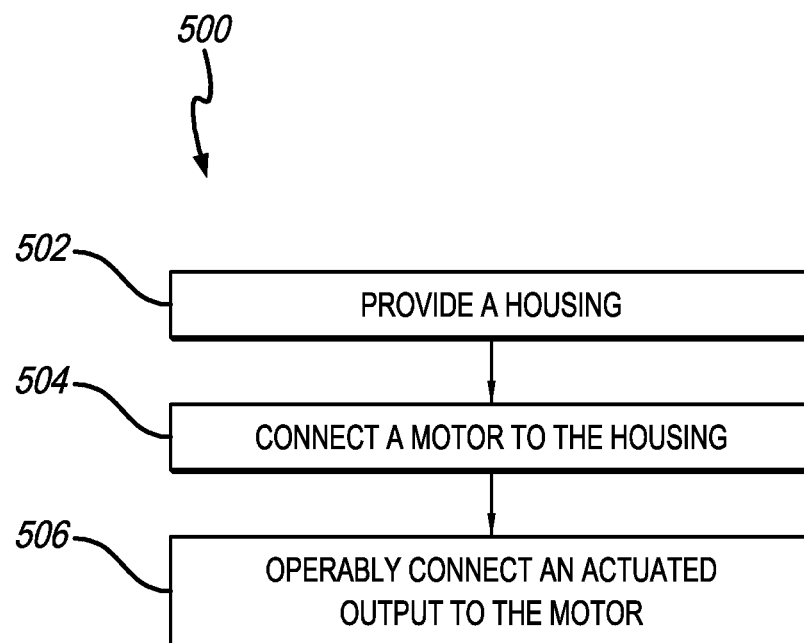 500
502
PROVIDE A HOUSING
504
CONNECT A MOTOR TO THE HOUSING
506
OPERABLY CONNECT AN ACTUATED
OUTPUT TO THE MOTOR